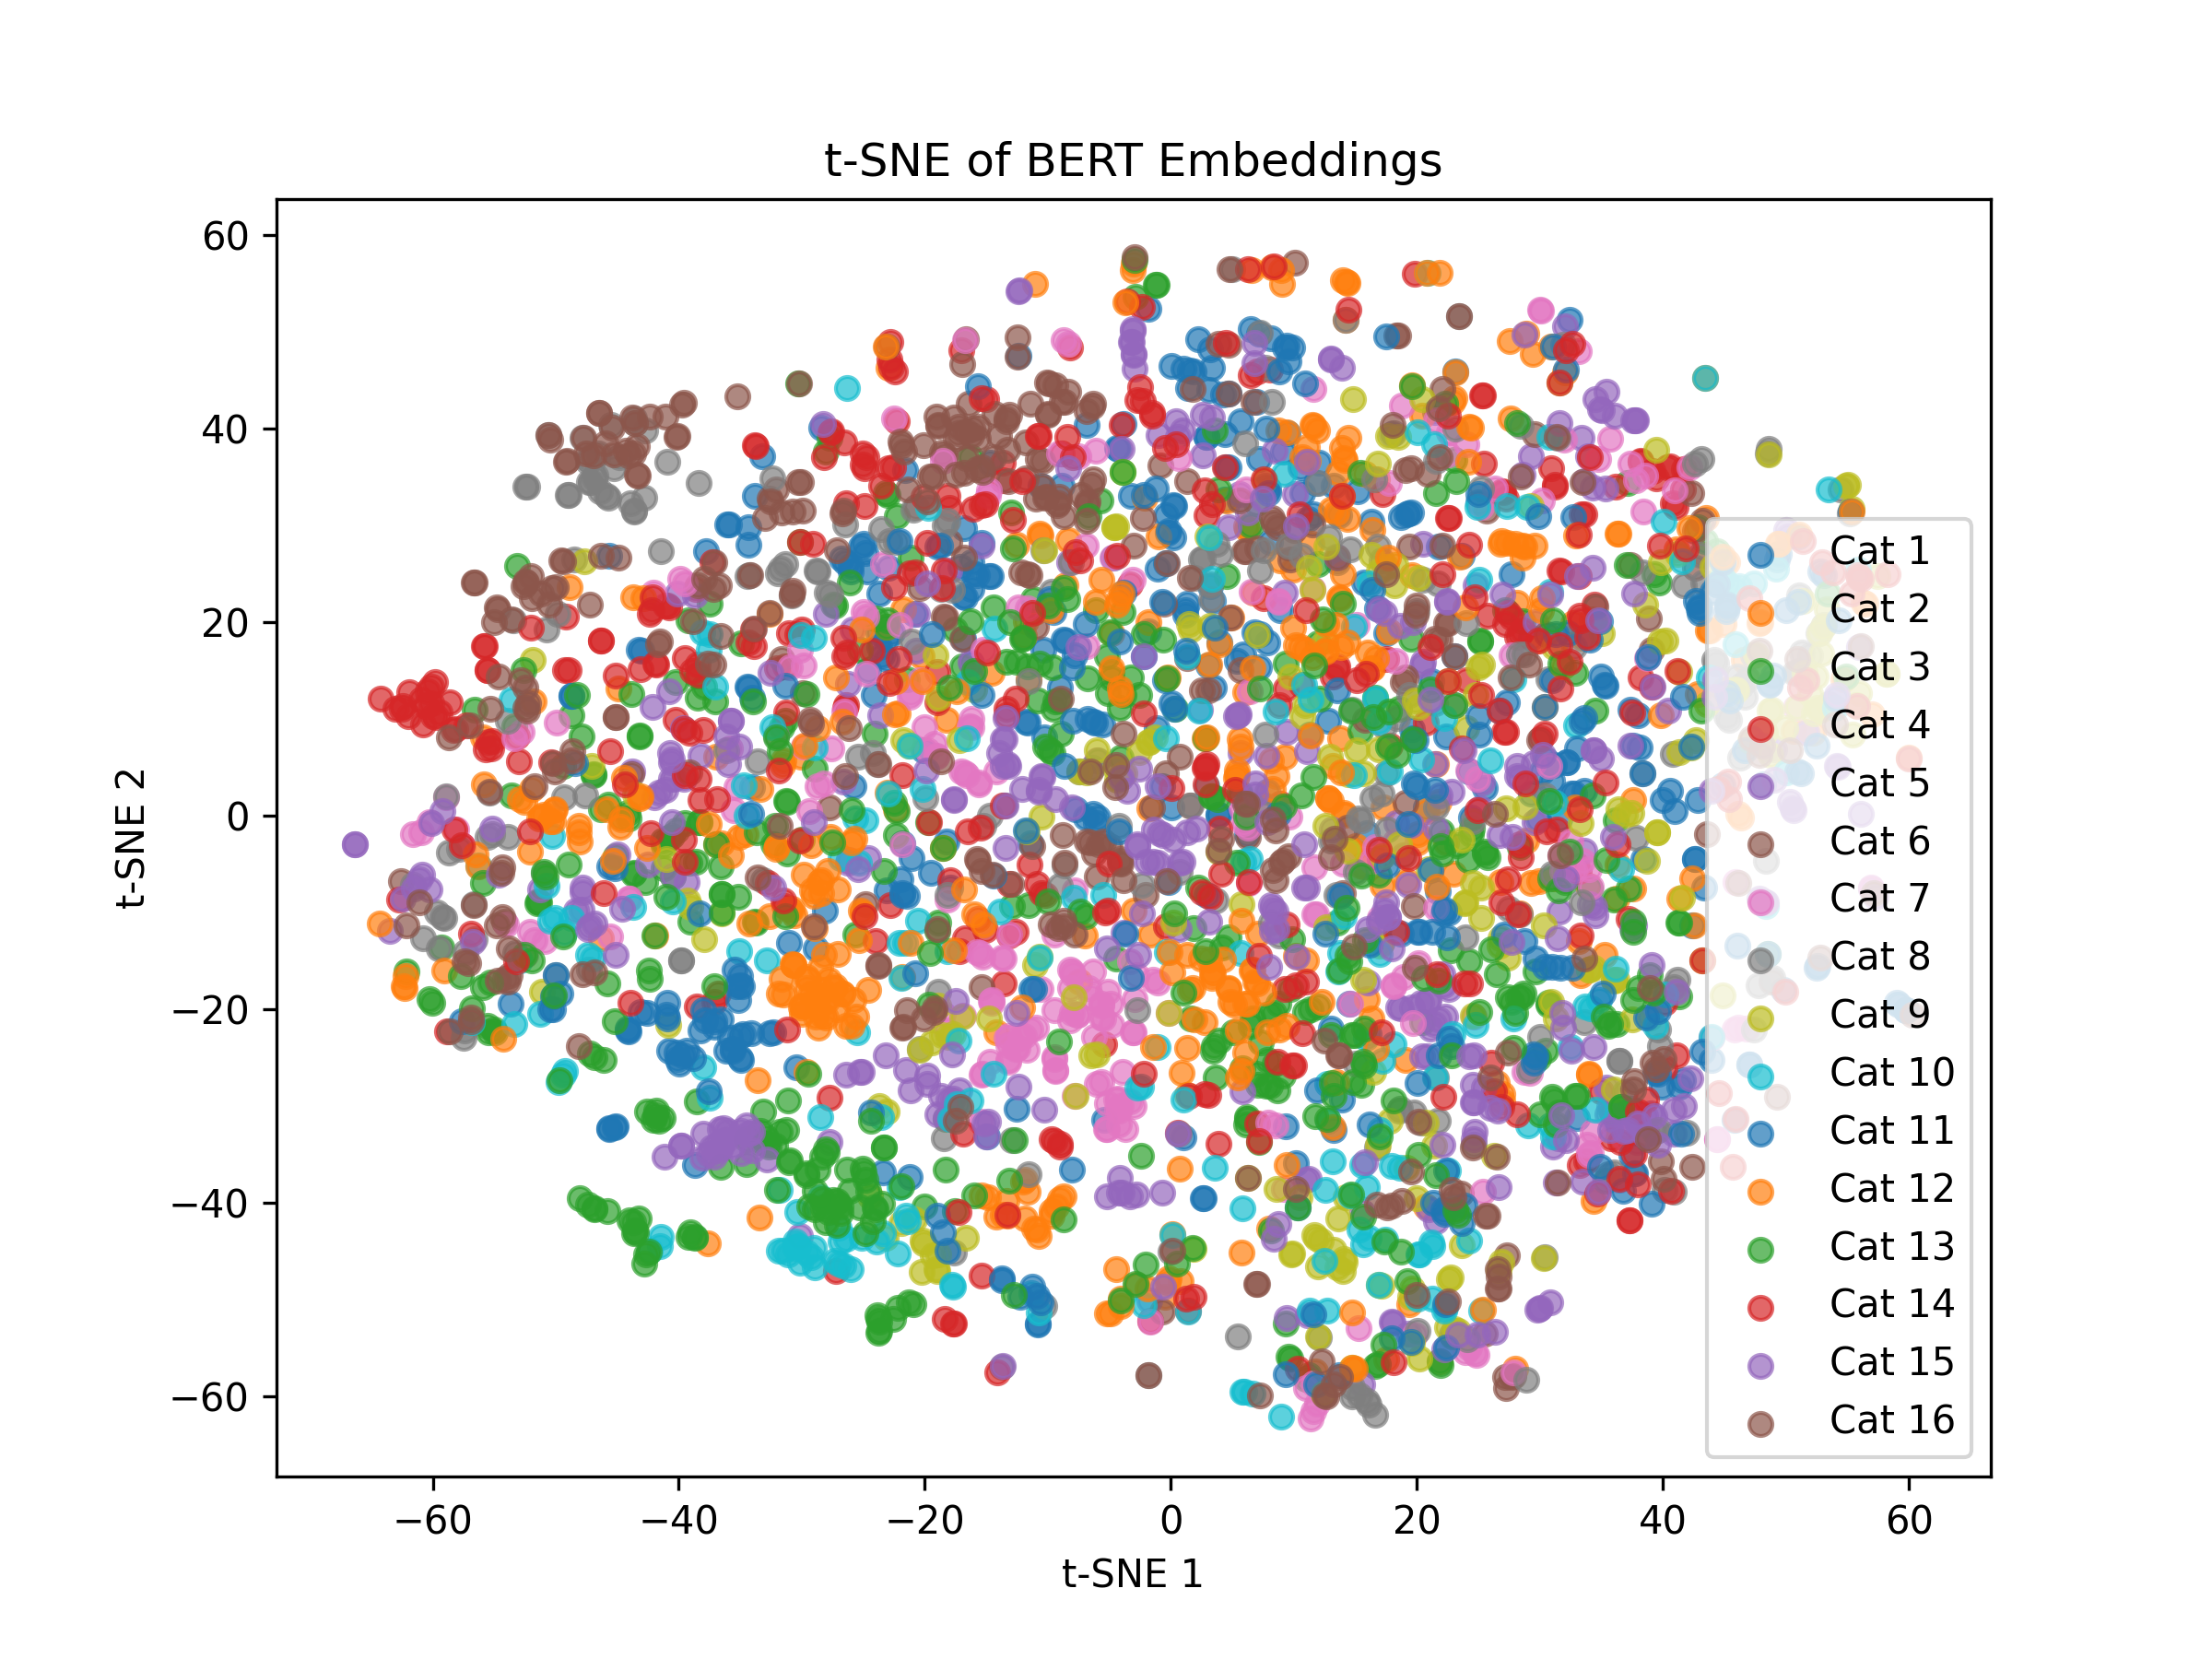 t-SNE of BERT Embeddings
60
40
20
0
−20
−40
−60
t-SNE 2
−60
−40
−20
0
20
40
60
t-SNE 1
Cat 1
Cat 2
Cat 3
Cat 4
Cat 5
Cat 6
Cat 7
Cat 8
Cat 9
Cat 10
Cat 11
Cat 12
Cat 13
Cat 14
Cat 15
Cat 16